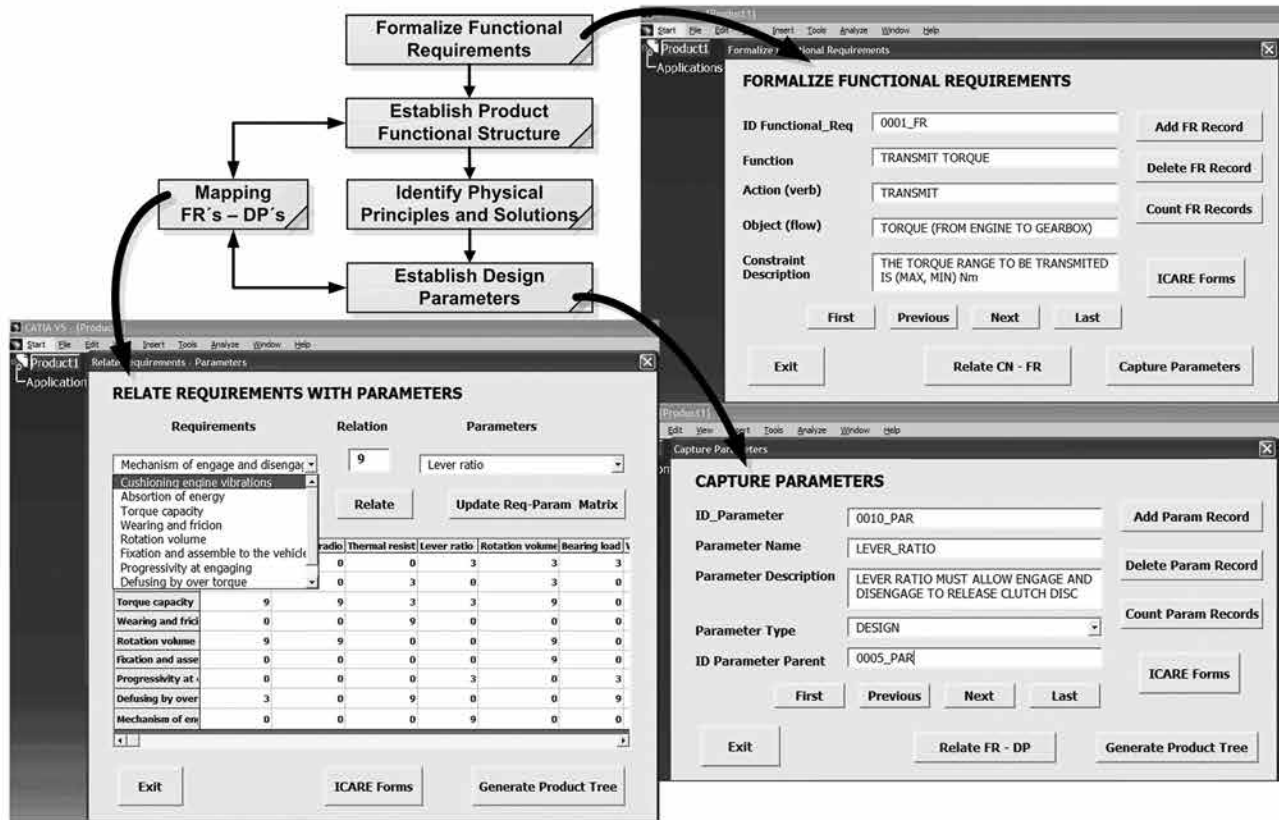 Formalize Functional
Requirements
Establish Product
Functional Structure
Mapping
FR´s – DP´s
Identify Physical
Principles and Solutions
Establish Design
Parameters
Product1)
Start File Edit Insert Tools Analyze Window Help
Product1
Applications
Formalize Functional Requirements
FORMALIZE FUNCTIONAL REQUIREMENTS
ID Functional_Req 0001_FR Add FR Record
Function TRANSMIT TORQUE Delete FR Record
Action (verb) TRANSMIT Count FR Records
Object (flow) TORQUE (FROM ENGINE TO GEARBOX)
Constraint
Description
THE TORQUE RANGE TO BE TRANSMITED
IS (MAX, MIN) Nm
ICARE Forms
First Previous Next Last
Exit Relate CN - FR Capture Parameters
CATIA V5 - [Product
Start File Edit Insert Tools Analyze Window Help
Product1
Application
Relate Requirements - Parameters
RELATE REQUIREMENTS WITH PARAMETERS
Requirements Relation Parameters
Mechanism of engage and disengag 9 Lever ratio
Cushioning engine vibrations
Absortion of energy
Torque capacity
Wearing and fricion
Rotation volume
Fixation and assemble to the vehicle
Progressivity at engaging
Defusing by over torque
Relate Update Req-Param Matrix
radio Thermal resist Lever ratio Rotation volume Bearing load
0 0 3 3 3
0 3 0 3 0
Torque capacity 9 9 3 3 9 0
Wearing and frici 0 0 9 0 0 0
Rotation volume 9 9 0 0 9 0
Fixation and asse 0 0 0 0 9 0
Progressivity at 0 0 0 3 0 3
Defusing by over 3 0 9 0 0 9
Mechanism of en 0 0 0 9 0 0
Exit ICARE Forms Generate Product Tree
Product1]
Edit View Insert Tools Analyze Window Help
Capture Parameters
CAPTURE PARAMETERS
ID_Parameter 0010_PAR Add Param Record
Parameter Name LEVER_RATIO
Parameter Description LEVER RATIO MUST ALLOW ENGAGE AND
DISENGAGE TO RELEASE CLUTCH DISC
Delete Param Record
Count Param Records
Parameter Type DESIGN
ID Parameter Parent 0005_PAR
ICARE Forms
First Previous Next Last
Exit Relate FR - DP Generate Product Tree